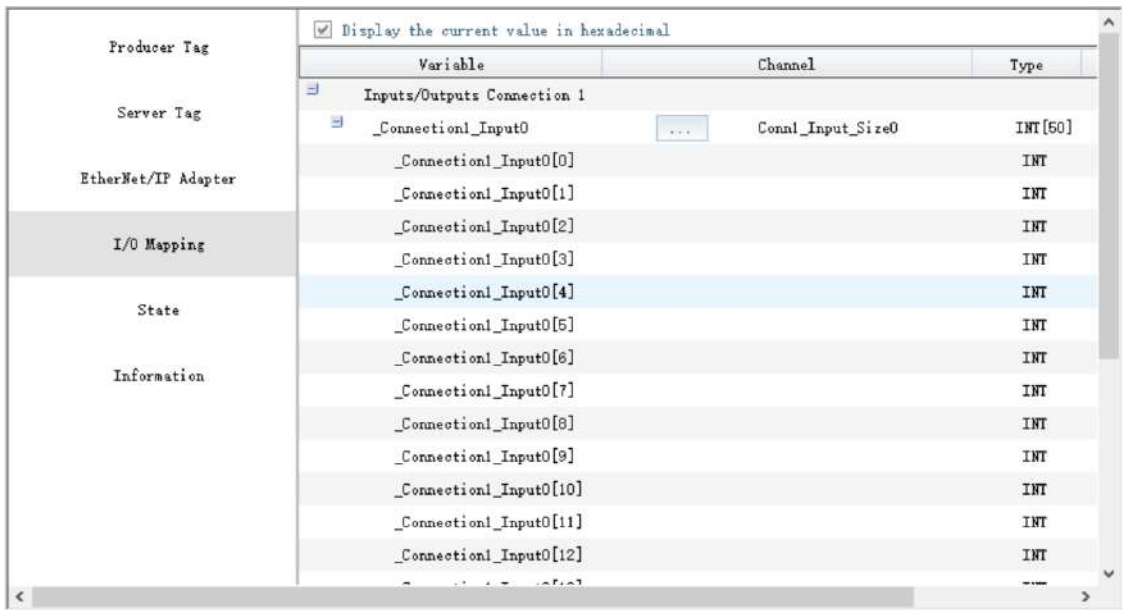 Producer Tag
Server Tag
EtherNet/IP Adapter
I/O Mapping
State
Information
Display the current value in hexadecimal
Variable Channel Type
Inputs/Outputs Connection 1
_Connection1_Input0 ... Conn1_Input_Size0 INT[50]
_Connection1_Input0[0] INT
_Connection1_Input0[1] INT
_Connection1_Input0[2] INT
_Connection1_Input0[3] INT
_Connection1_Input0[4] INT
_Connection1_Input0[5] INT
_Connection1_Input0[6] INT
_Connection1_Input0[7] INT
_Connection1_Input0[8] INT
_Connection1_Input0[9] INT
_Connection1_Input0[10] INT
_Connection1_Input0[11] INT
_Connection1_Input0[12] INT